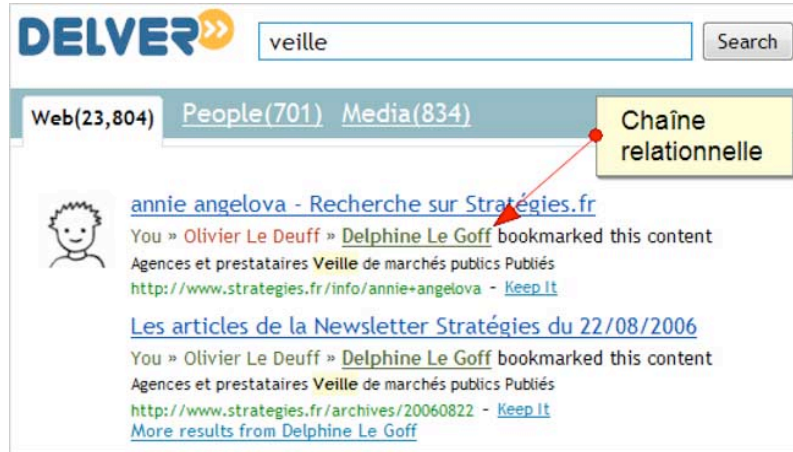 DELVER
veille
Search
Web(23,804) People(701) Media(834)
Chaîne
relationnelle
annie angelova - Recherche sur Stratégies.fr
You » Olivier Le Deuff » Delphine Le Goff bookmarked this content
Agences et prestataires Veille de marchés publics Publiés
http://www.strategies.fr/info/annie+angelova - Keep It
Les articles de la Newsletter Stratégies du 22/08/2006
You » Olivier Le Deuff » Delphine Le Goff bookmarked this content
Agences et prestataires Veille de marchés publics Publiés
http://www.strategies.fr/archives/20060822 - Keep It
More results from Delphine Le Goff